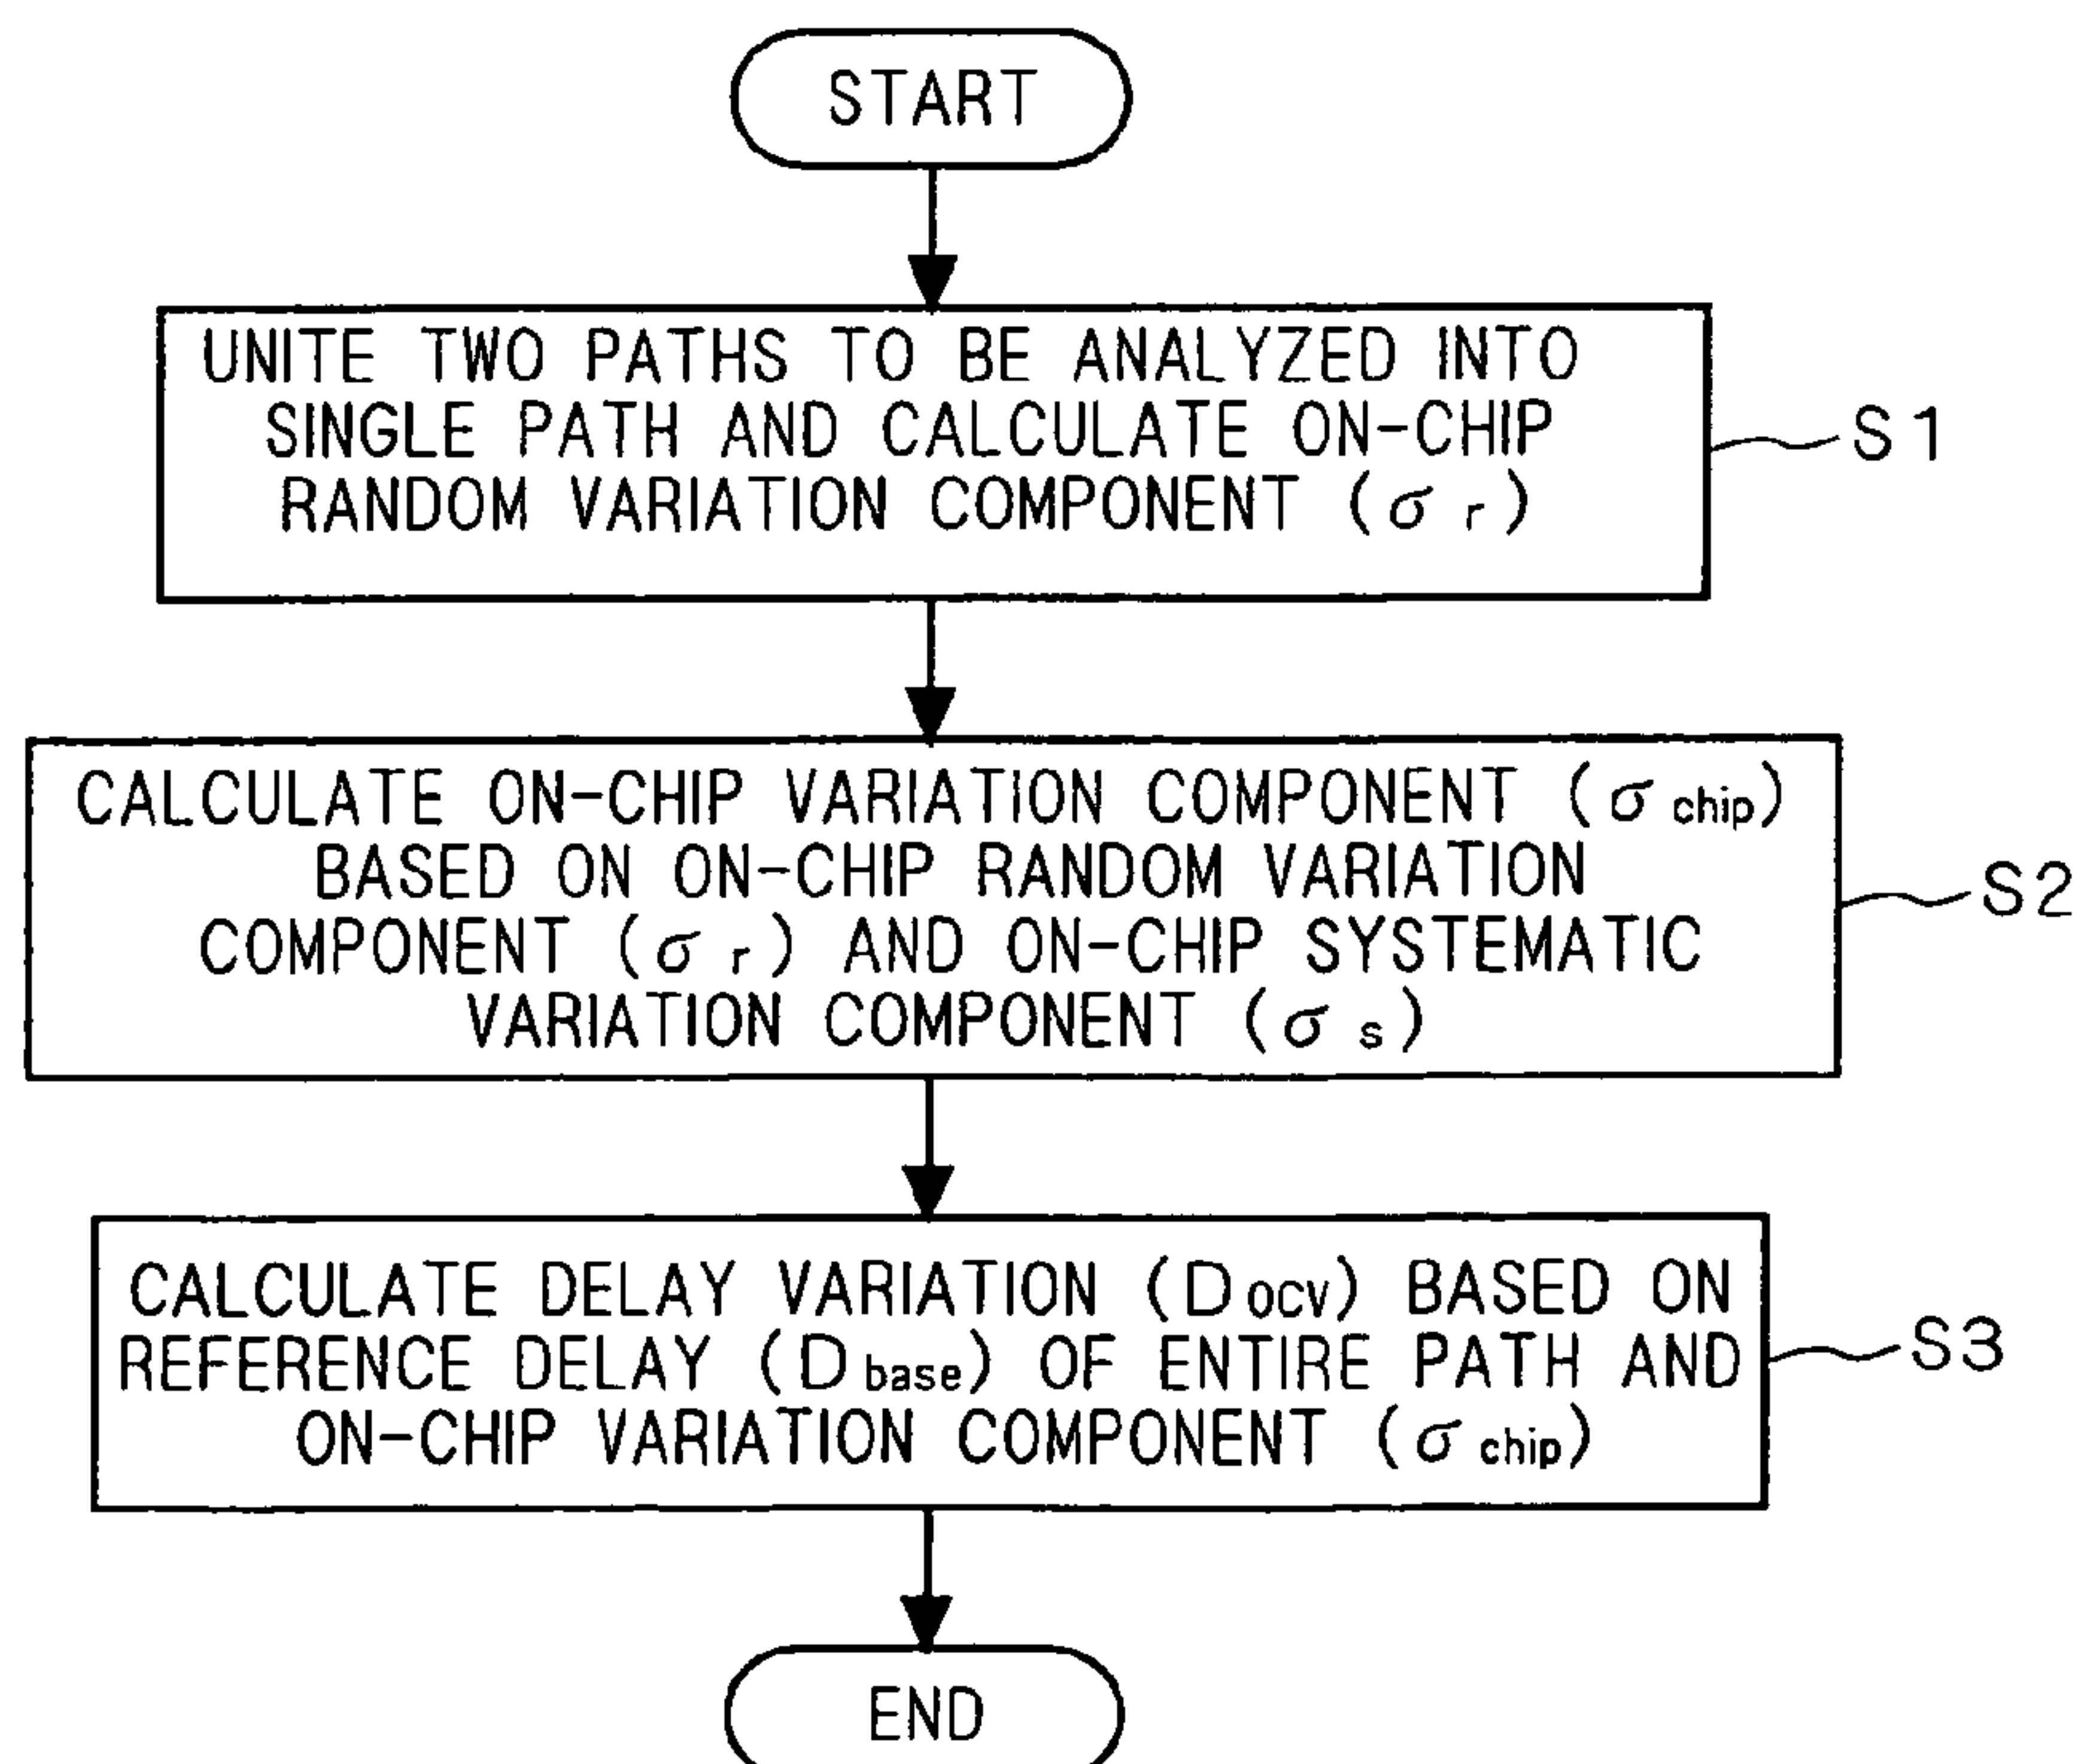 START
UNITE TWO PATHS TO BE ANALYZED INTO
SINGLE PATH AND CALCULATE ON-CHIP
RANDOM VARIATION COMPONENT (σ r)
S1
CALCULATE ON-CHIP VARIATION COMPONENT (σ chip)
BASED ON ON-CHIP RANDOM VARIATION
COMPONENT (σ r) AND ON-CHIP SYSTEMATIC
VARIATION COMPONENT (σ s)
S2
CALCULATE DELAY VARIATION (D OCV) BASED ON
REFERENCE DELAY (D base) OF ENTIRE PATH AND
ON-CHIP VARIATION COMPONENT (σ chip)
S3
END